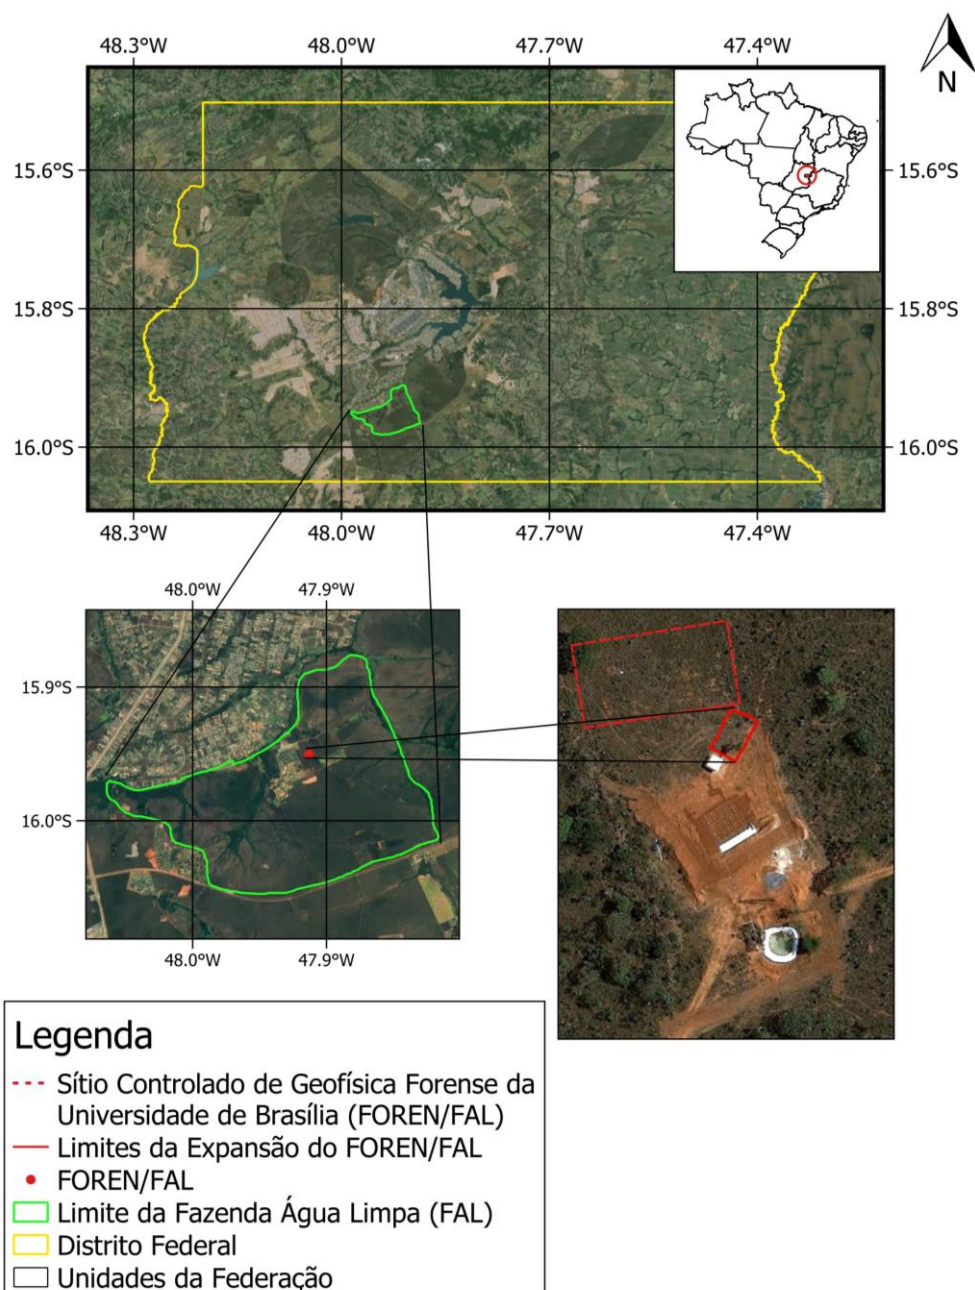 48.3°W 48.0°W 47.7°W 47.4°W
N
15.6°S 15.6°S
15.8°S 15.8°S
16.0°S 16.0°S
48.3°W 48.0°W 47.7°W 47.4°W
48.0°W 47.9°W
15.9°S
16.0°S
48.0°W 47.9°W
Legenda
Sítio Controlado de Geofísica Forense da
Universidade de Brasília (FOREN/FAL)
Limites da Expansão do FOREN/FAL
FOREN/FAL
Limite da Fazenda Água Limpa (FAL)
Distrito Federal
Unidades da Federação